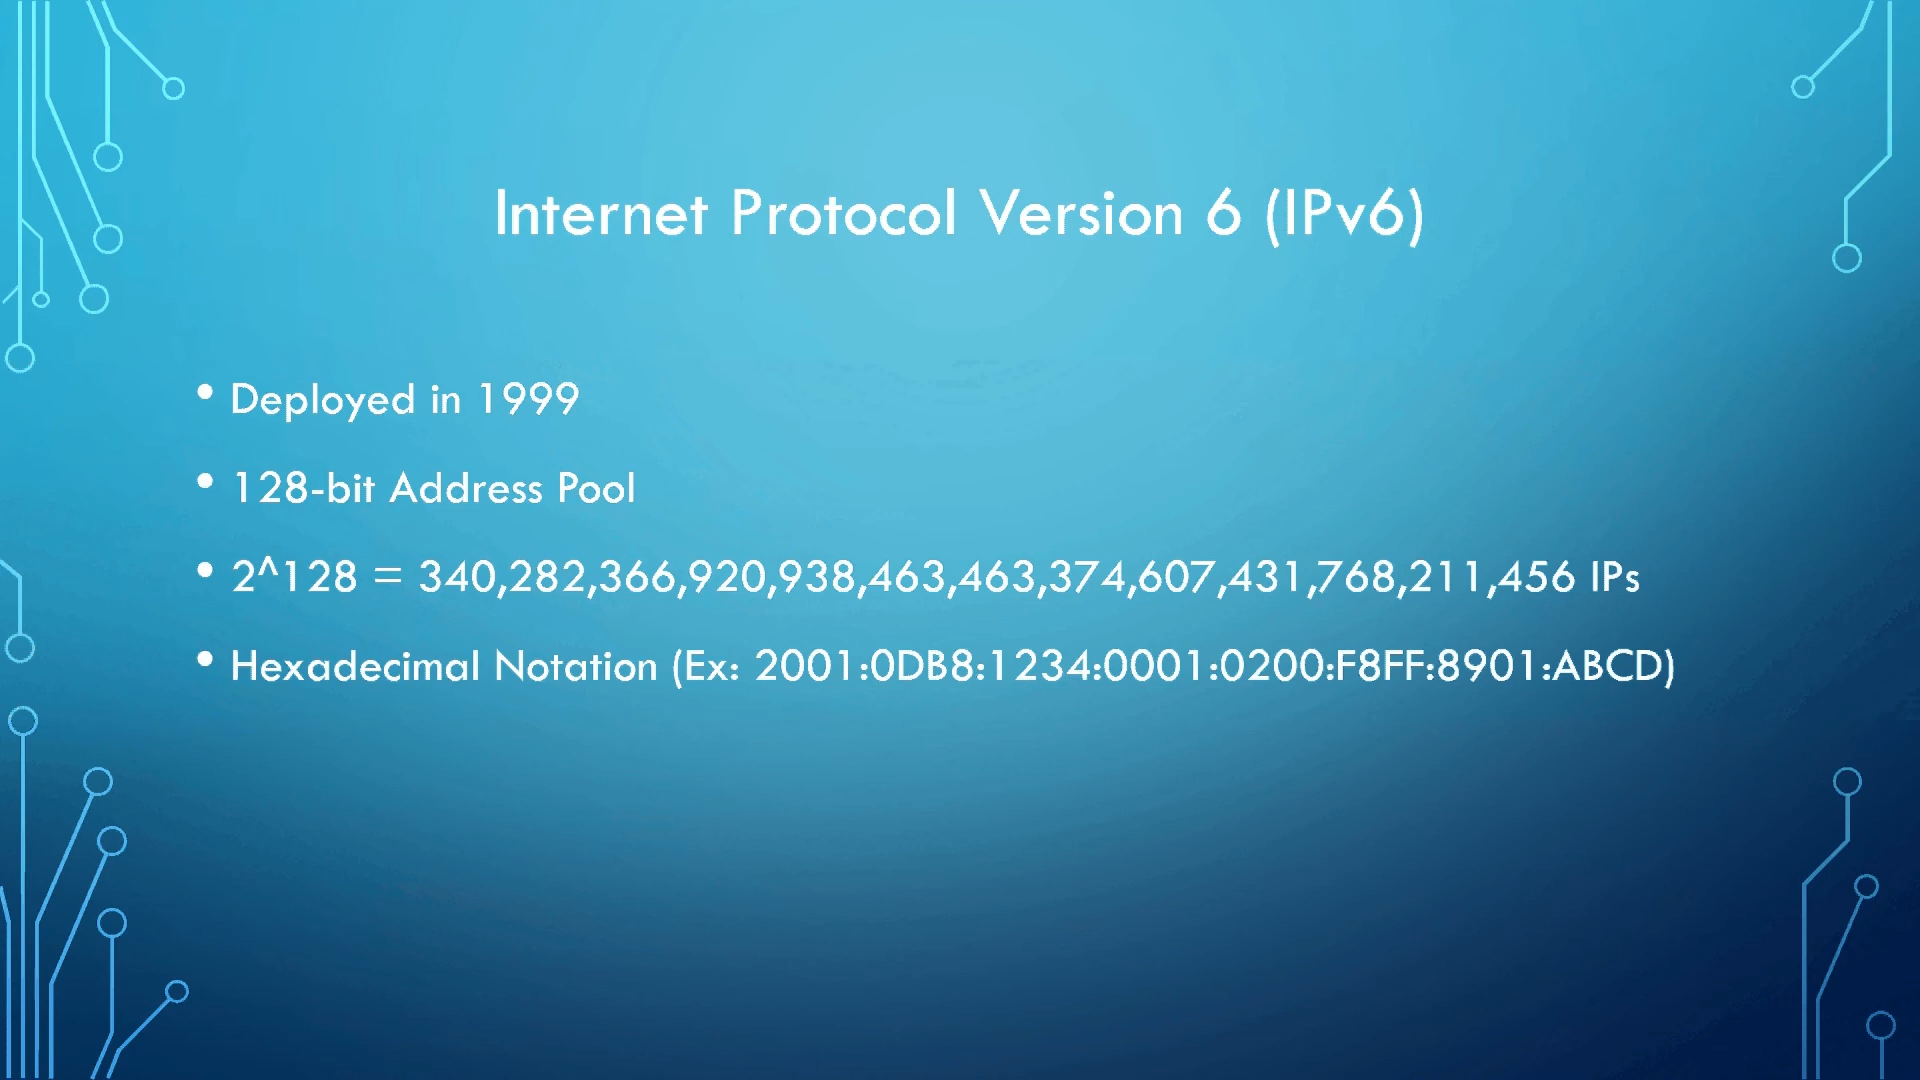 Internet Protocol Version 6 (IPv6)
• Deployed in 1999
• 128-bit Address Pool
• 2^128 = 340,282,366,920,938,463,463,374,607,431,768,211,456 IPs
• Hexadecimal Notation (Ex: 2001:0DB8:1234:0001:0200:F8FF:8901:ABCD)